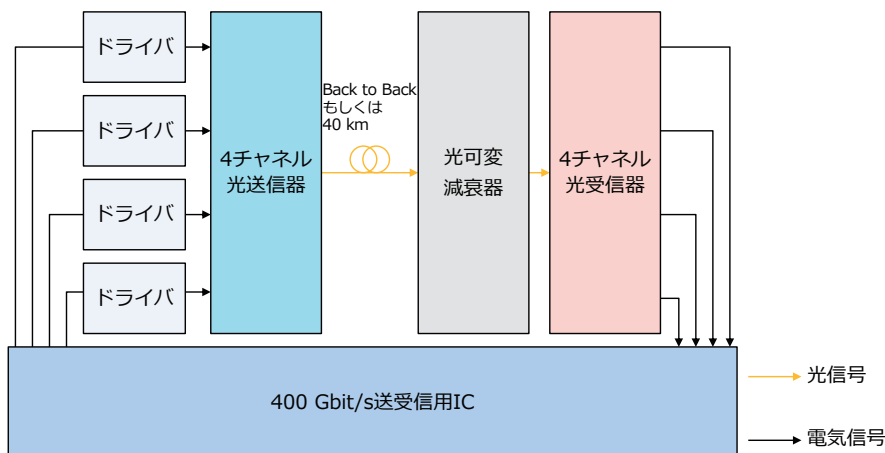 ドライバ
ドライバ
ドライバ
ドライバ
4チャネル
光送信器
Back to Back
もしくは
40 km
光可変
減衰器
4チャネル
光受信器
400 Gbit/s送受信用IC
光信号
電気信号